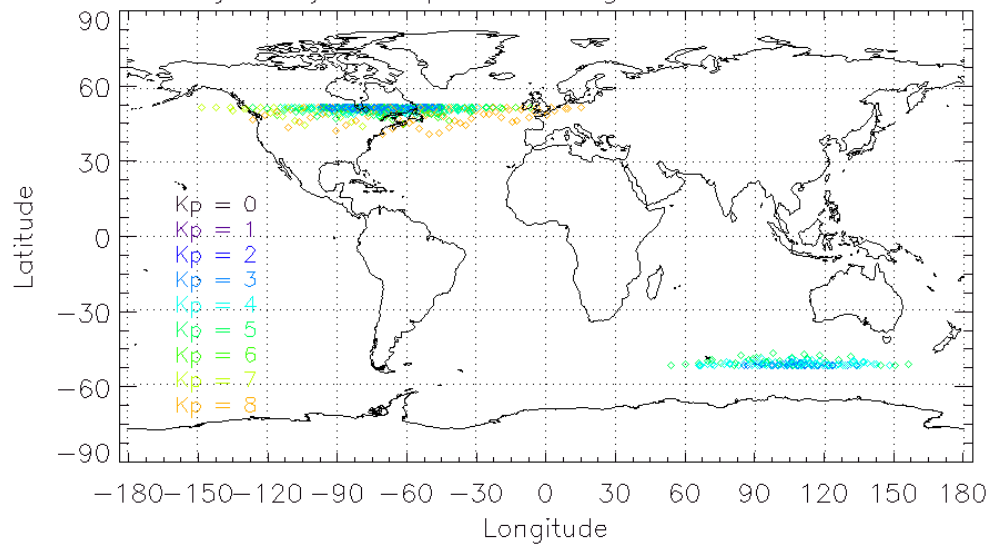 90
60
30
0
-30
-60
-90
Latitude
Kp = 0
Kp = 1
Kp = 2
Kp = 3
Kp = 4
Kp = 5
Kp = 6
Kp = 7
Kp = 8
-180 -150 -120 -90 -60 -30 0 30 60 90 120 150 180
Longitude